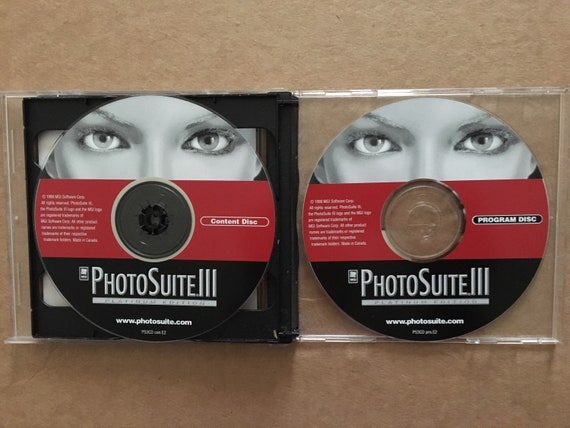 © 1999 MGI Software Corp.
All rights reserved. PhotoSuite III,
the PhotoSuite III logo and the MGI logo
are registered trademarks of
MGI Software Corp. All other product
names are trademarks or registered
trademarks of their respective
trademark holders. Made in Canada.
Content Disc
MGI
PHOTOSUITE III
PLATINUM EDITION
www.photosuite.com
© 1999 MGI Software Corp.
All rights reserved. PhotoSuite III,
the PhotoSuite III logo and the MGI logo
are registered trademarks of
MGI Software Corp. All other product
names are trademarks or registered
trademarks of their respective
trademark holders. Made in Canada.
PROGRAM DISC
MGI
PHOTOSUITE III
PLATINUM EDITION
www.photosuite.com